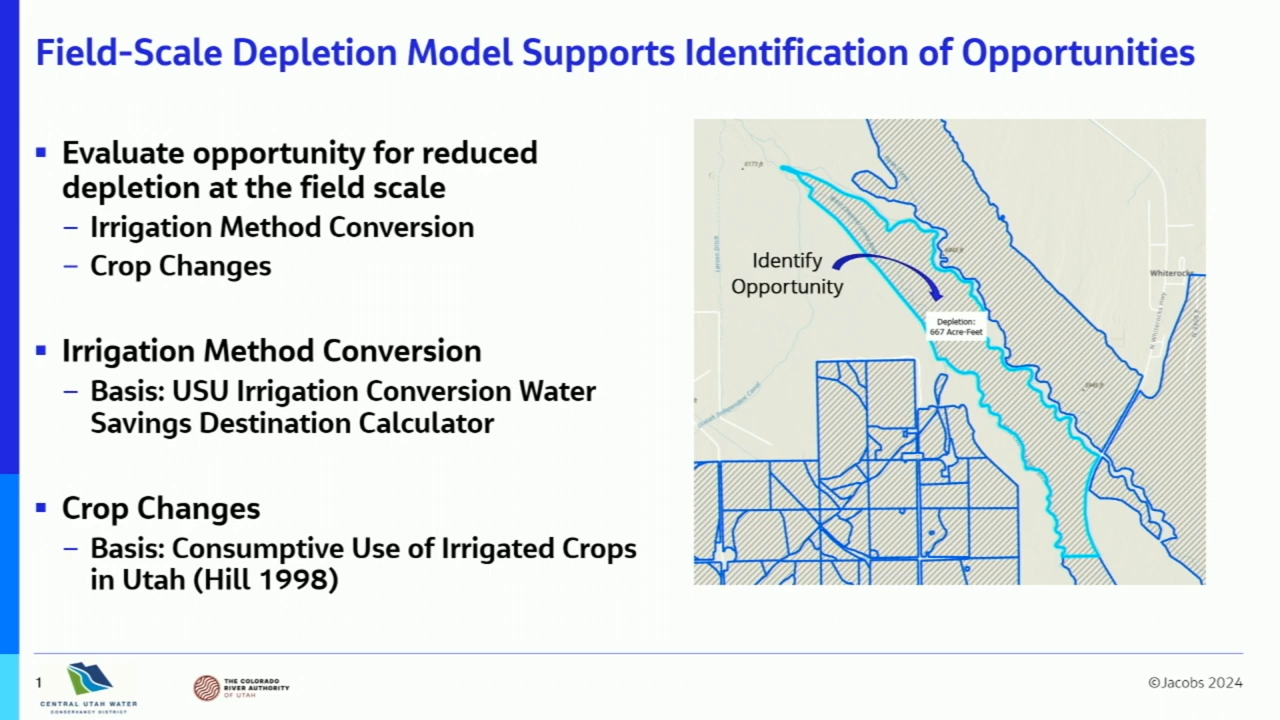 Field-Scale Depletion Model Supports Identification of Opportunities
▪ Evaluate opportunity for reduced
depletion at the field scale
– Irrigation Method Conversion
– Crop Changes
▪ Irrigation Method Conversion
– Basis: USU Irrigation Conversion Water
Savings Destination Calculator
▪ Crop Changes
– Basis: Consumptive Use of Irrigated Crops
in Utah (Hill 1998)
Identify
Opportunity
Depletion:
667 Acre-Feet
Whiterocks
N Whiterocks Hwy
1
CENTRAL UTAH WATER
CONSERVANCY DISTRICT
THE COLORADO
RIVER AUTHORITY
OF UTAH
©Jacobs 2024